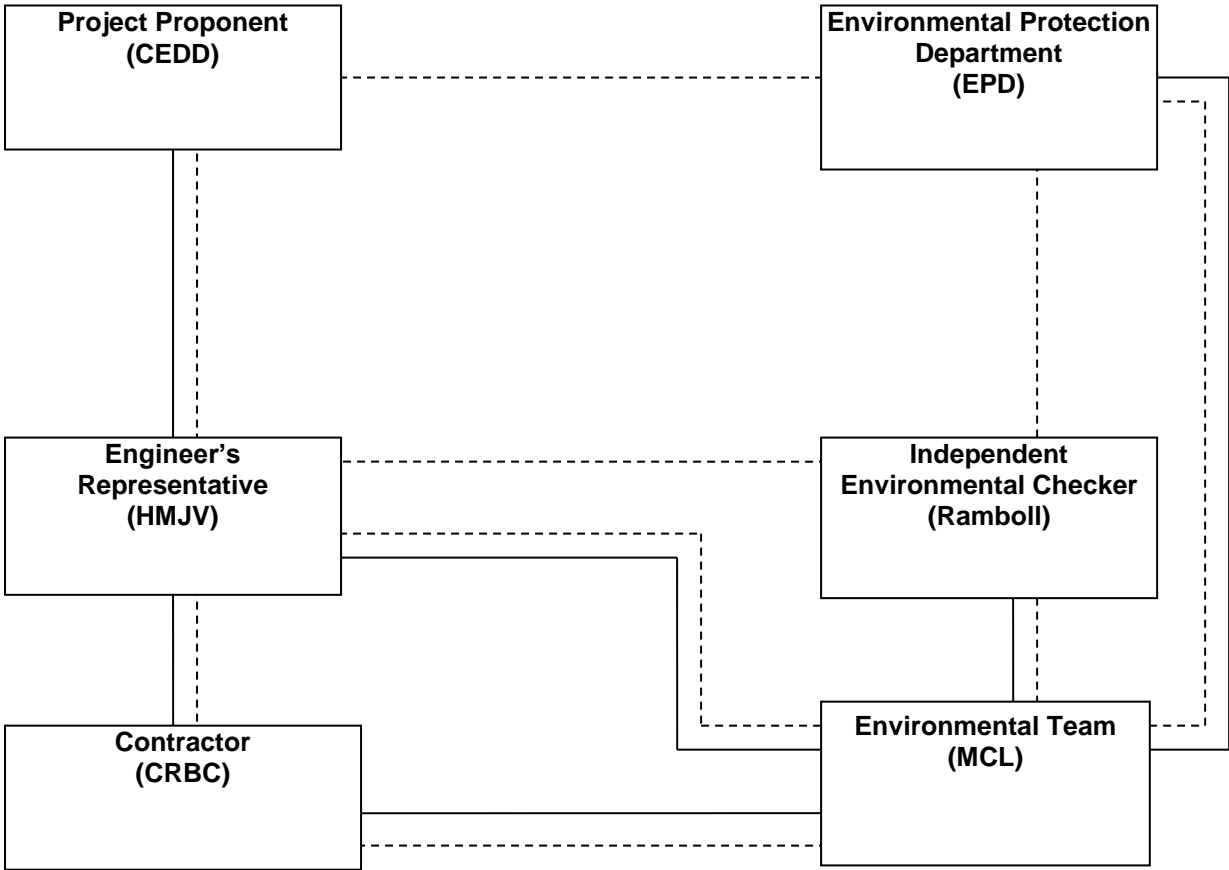 Project Proponent
(CEDD)
Environmental Protection
Department
(EPD)
Engineer’s
Representative
(HMJV)
Independent
Environmental Checker
(Ramboll)
Contractor
(CRBC)
Environmental Team
(MCL)